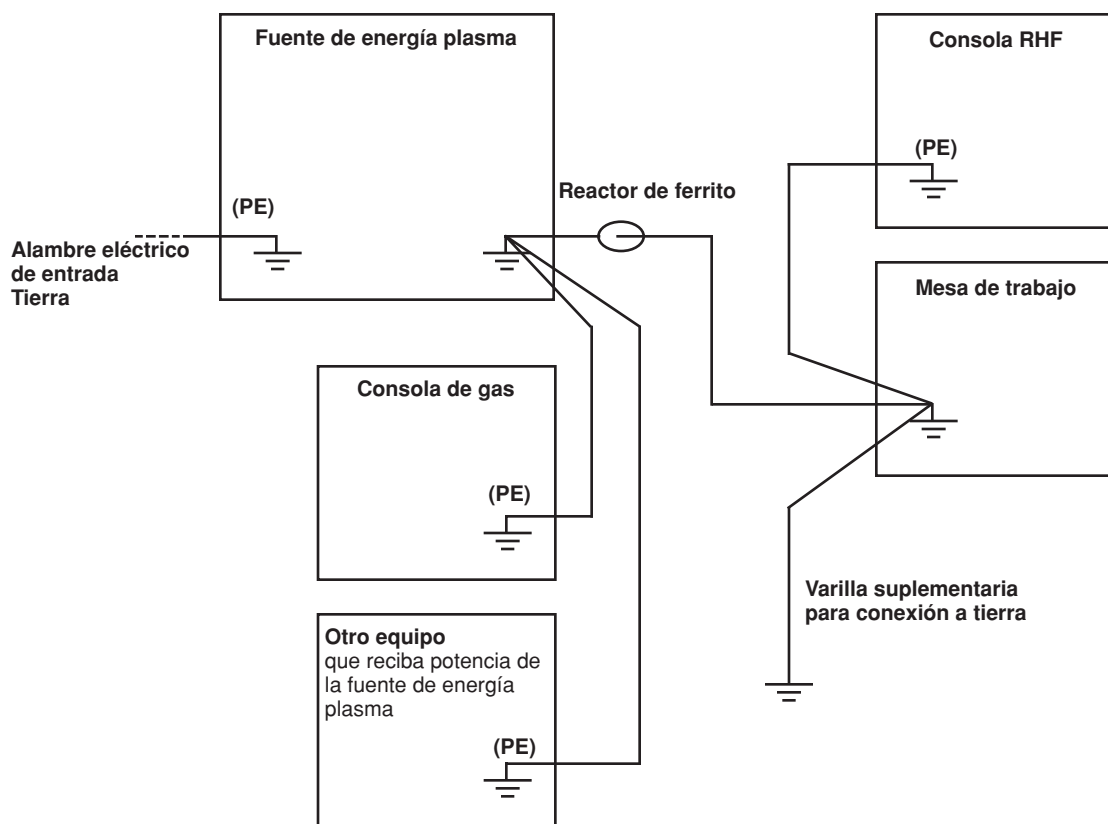 Fuente de energía plasma
Consola RHF
(PE)
Reactor de ferrito
(PE)
Alambre eléctrico
de entrada
Tierra
Mesa de trabajo
Consola de gas
(PE)
Varilla suplementaria
para conexión a tierra
Otro equipo
que reciba potencia de
la fuente de energía
plasma
(PE)